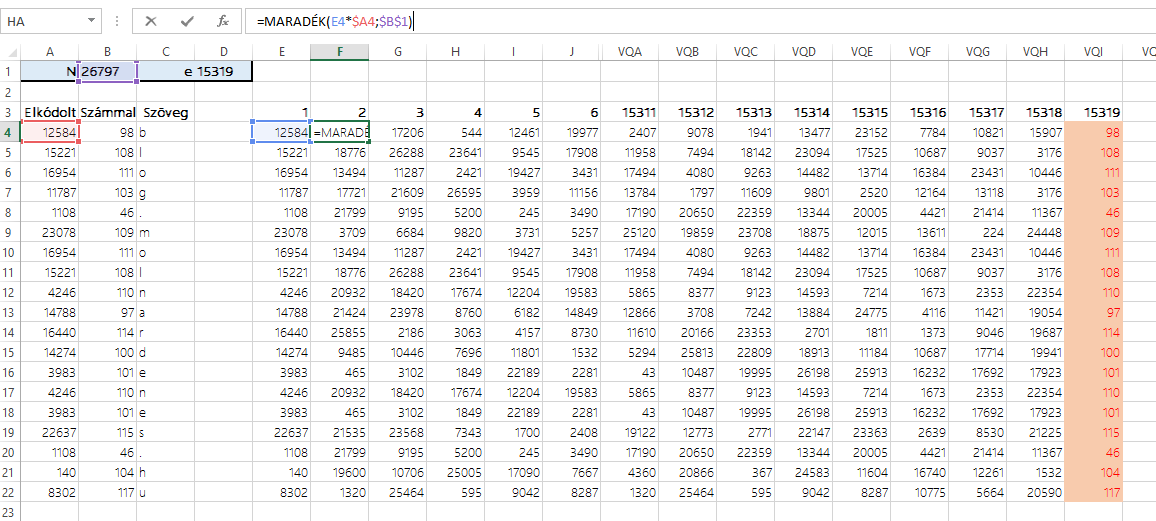 HA fx =MARADÉK(E4*$A4;$B$1)
A B C D E F G H I J VQA VQB VQC VQD VQE VQF VQG VQH VQI VQ
1 N 26797 e 15319
2
3 Elkódolt Számmal Szöveg 1 2 3 4 5 6 15311 15312 15313 15314 15315 15316 15317 15318 15319
4 12584 98 b 12584 =MARADÉ 17206 544 12461 19977 2407 9078 1941 13477 23152 7784 10821 15907 98
5 15221 108 l 15221 18776 26288 23641 9545 17908 11958 7494 18142 23094 17525 10687 9037 3176 108
6 16954 111 o 16954 13494 11287 2421 19427 3431 17494 4080 9263 14482 13714 16384 23431 10446 111
7 11787 103 g 11787 17721 21609 26595 3959 11156 13784 1797 11609 9801 2520 12164 13118 3176 103
8 1108 46 . 1108 21799 9195 5200 245 3490 17190 20650 22359 13344 20005 4421 21414 11367 46
9 23078 109 m 23078 3709 6684 9820 3731 5257 25120 19859 23708 18875 12015 13611 224 24448 109
10 16954 111 o 16954 13494 11287 2421 19427 3431 17494 4080 9263 14482 13714 16384 23431 10446 111
11 15221 108 l 15221 18776 26288 23641 9545 17908 11958 7494 18142 23094 17525 10687 9037 3176 108
12 4246 110 n 4246 20932 18420 17674 12204 19583 5865 8377 9123 14593 7214 1673 2353 22354 110
13 14788 97 a 14788 21424 23978 8760 6182 14849 12866 3708 7242 13884 24775 4116 11421 19054 97
14 16440 114 r 16440 25855 2186 3063 4157 8730 11610 20166 23353 2701 1811 1373 9046 19687 114
15 14274 100 d 14274 9485 10446 7696 11801 1532 5294 25813 22809 18913 11184 10687 17714 19941 100
16 3983 101 e 3983 465 3102 1849 22189 2281 43 10487 19995 26198 25913 16232 17692 17923 101
17 4246 110 n 4246 20932 18420 17674 12204 19583 5865 8377 9123 14593 7214 1673 2353 22354 110
18 3983 101 e 3983 465 3102 1849 22189 2281 43 10487 19995 26198 25913 16232 17692 17923 101
19 22637 115 s 22637 21535 23568 7343 1700 2408 19122 12773 2771 22147 23363 2639 8530 21225 115
20 1108 46 . 1108 21799 9195 5200 245 3490 17190 20650 22359 13344 20005 4421 21414 11367 46
21 140 104 h 140 19600 10706 25005 17090 7667 4360 20866 367 24583 11604 16740 12261 1532 104
22 8302 117 u 8302 1320 25464 595 9042 8287 1320 25464 595 9042 8287 10775 5664 20590 117
23